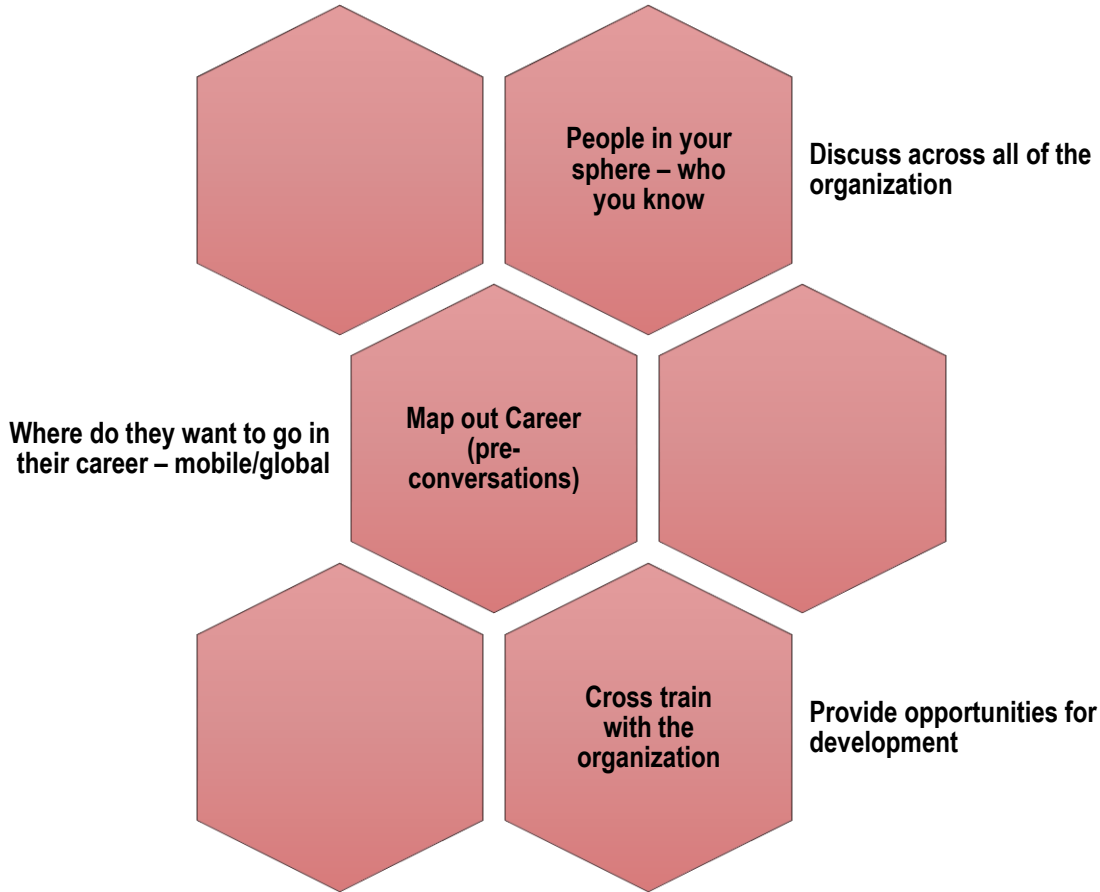 People in your
sphere – who
you know
Discuss across all of the
organization
Where do they want to go in
their career – mobile/global
Map out Career
(pre-
conversations)
Cross train
with the
organization
Provide opportunities for
development